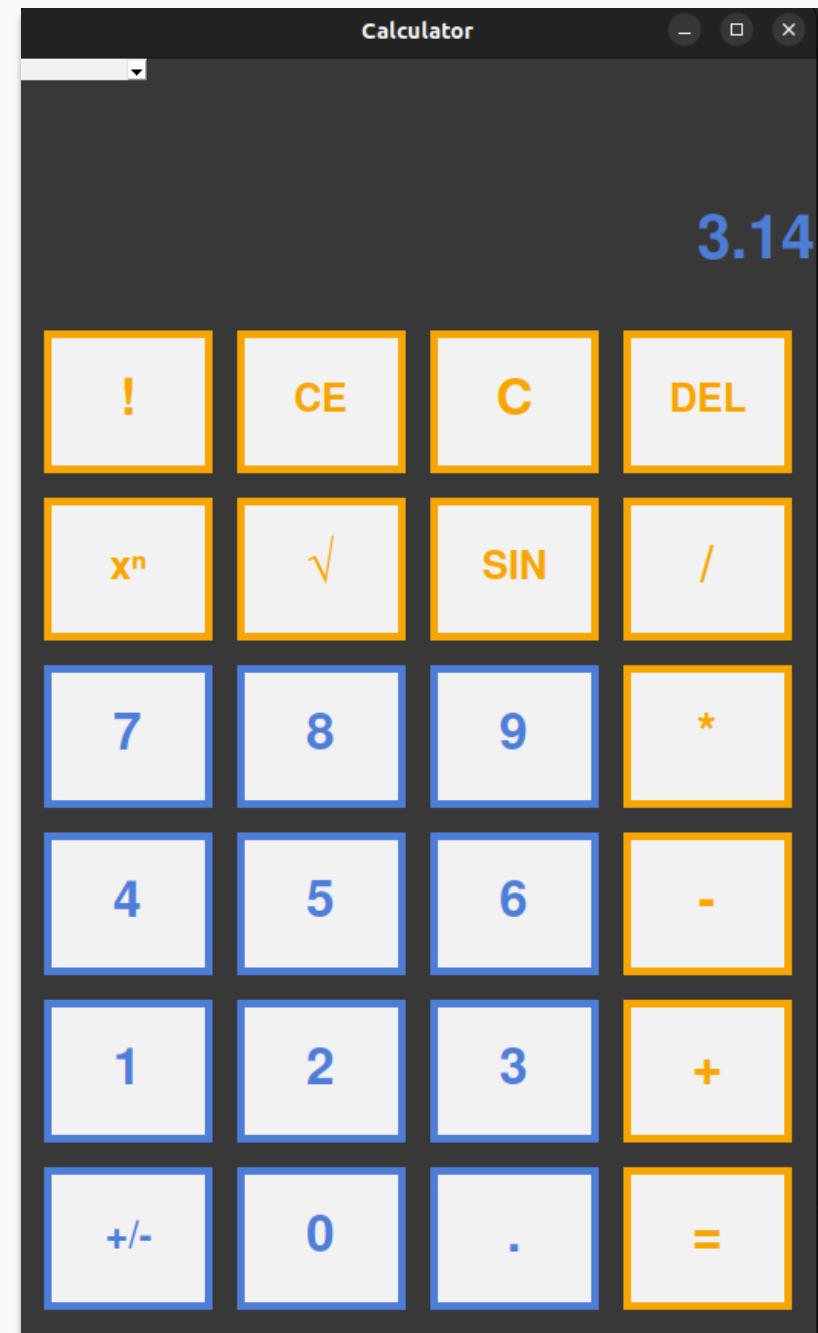 Calculator
3.14
! CE C DEL
xⁿ √ SIN /
7 8 9 *
4 5 6 -
1 2 3 +
+/- 0 . =